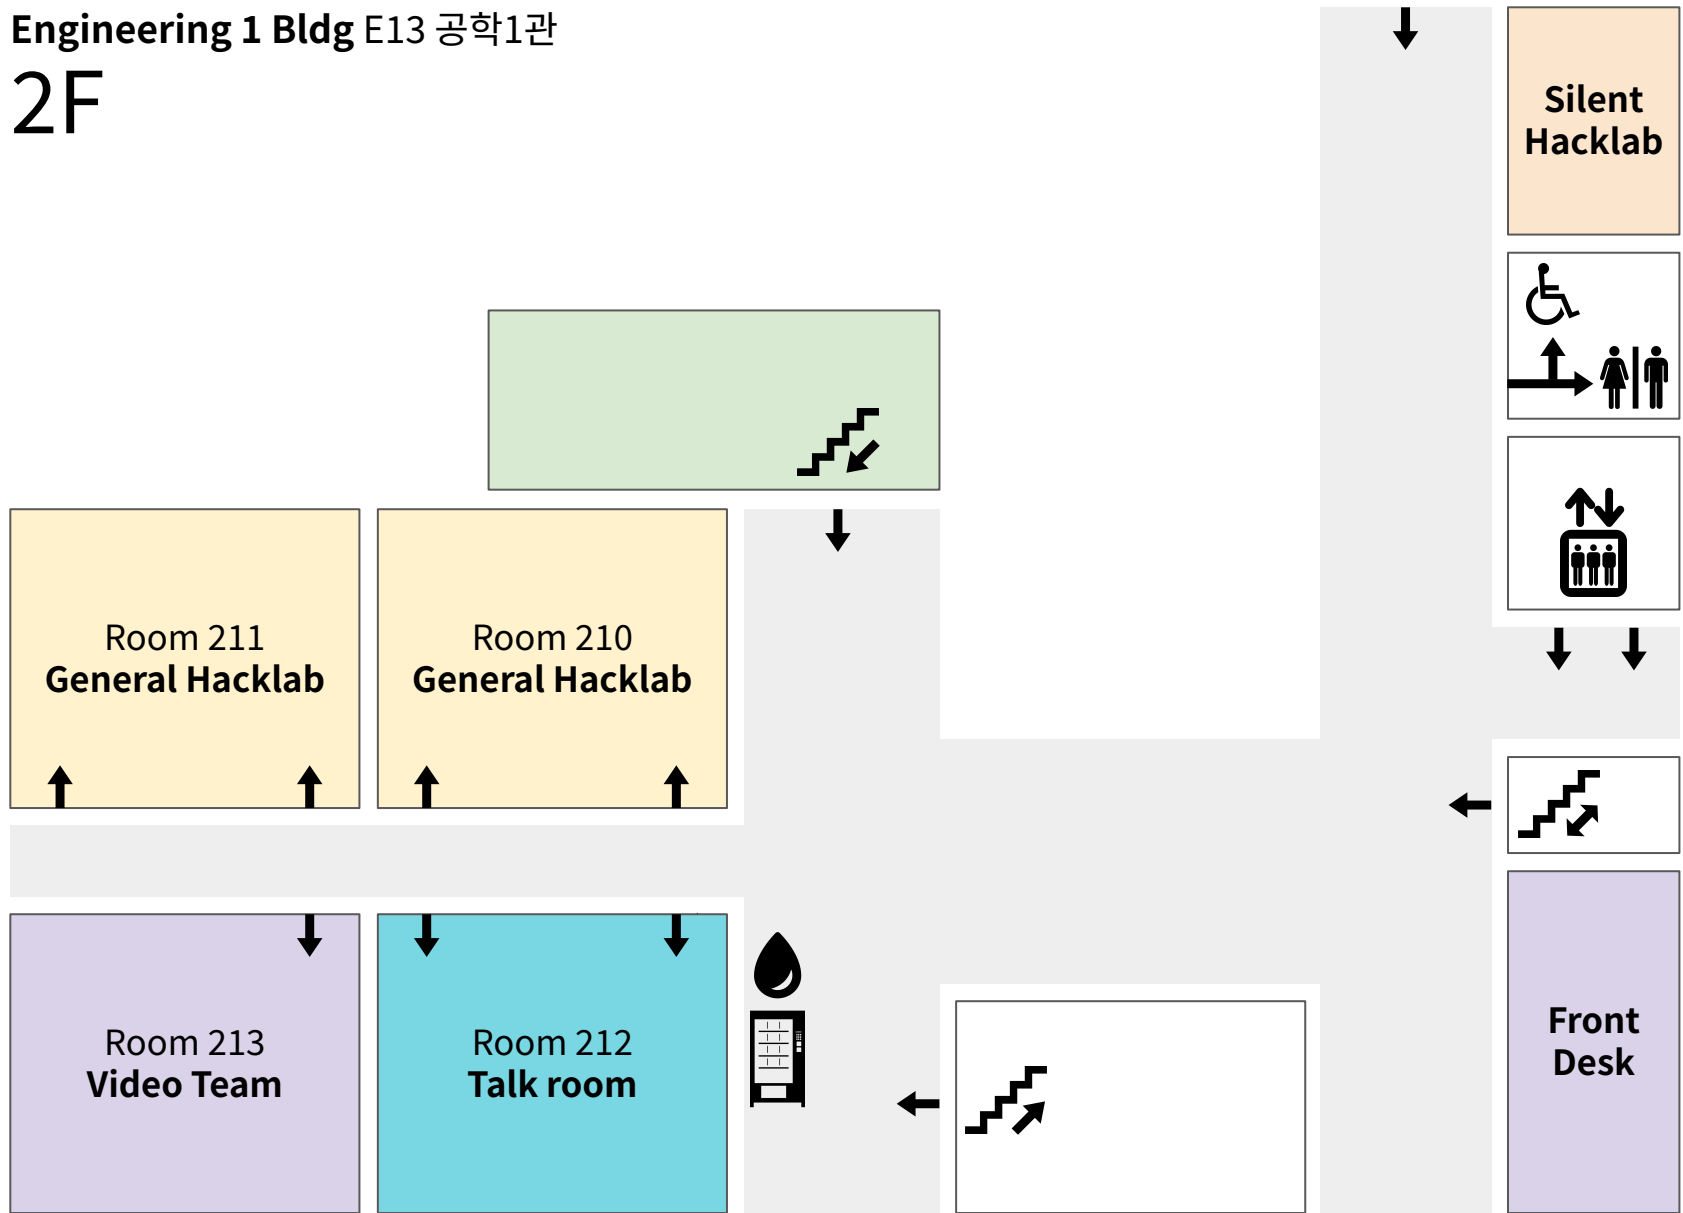 Engineering 1 Bldg E13 공학1관
2F
Silent
Hacklab
Room 211
General Hacklab
Room 210
General Hacklab
Room 213
Video Team
Room 212
Talk room
Front
Desk